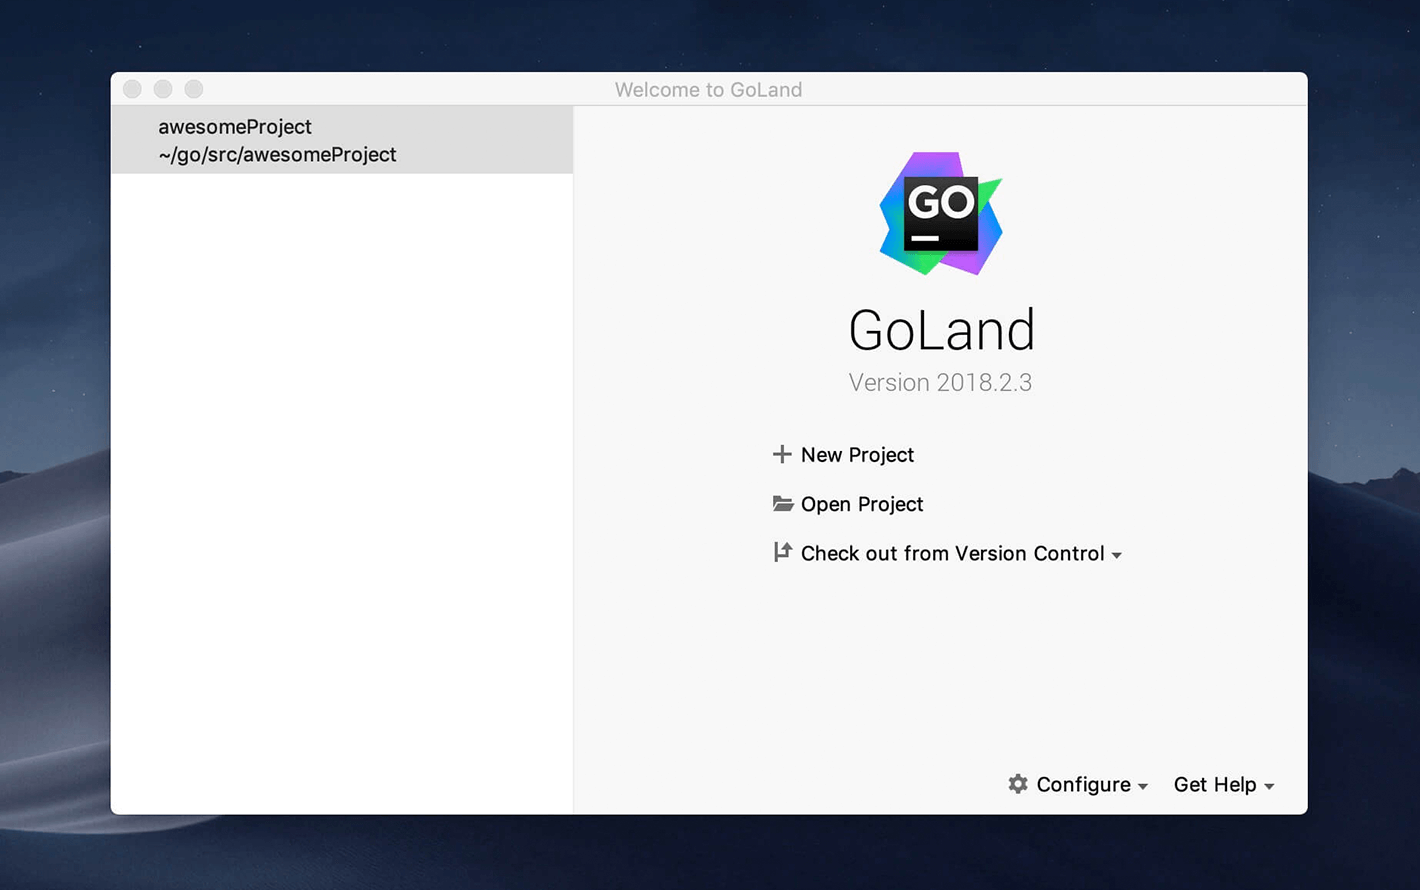 Welcome to GoLand
awesomeProject
~/go/src/awesomeProject
GO
GoLand
Version 2018.2.3
New Project
Open Project
Check out from Version Control
Configure
Get Help